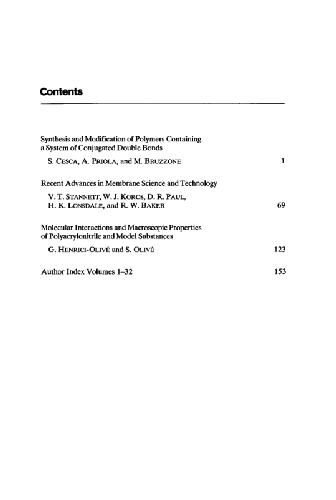 Contents
Synthesis and Modification of Polymers Containing
a System of Conjugated Double Bonds
S. CESCA, A. PRIOLA, and M. BRUZZONE 1
Recent Advances in Membrane Science and Technology
V. T. STANNETT, W. J. KOROS, D. R. PAUL,
H. K. LONSDALE, and R. W. BAKER 69
Molecular Interactions and Macroscopic Properties
of Polyacrylonitrile and Model Substances
G. HENRICI-OLIVÉ and S. OLIVÉ 123
Author Index Volumes 1–32 153